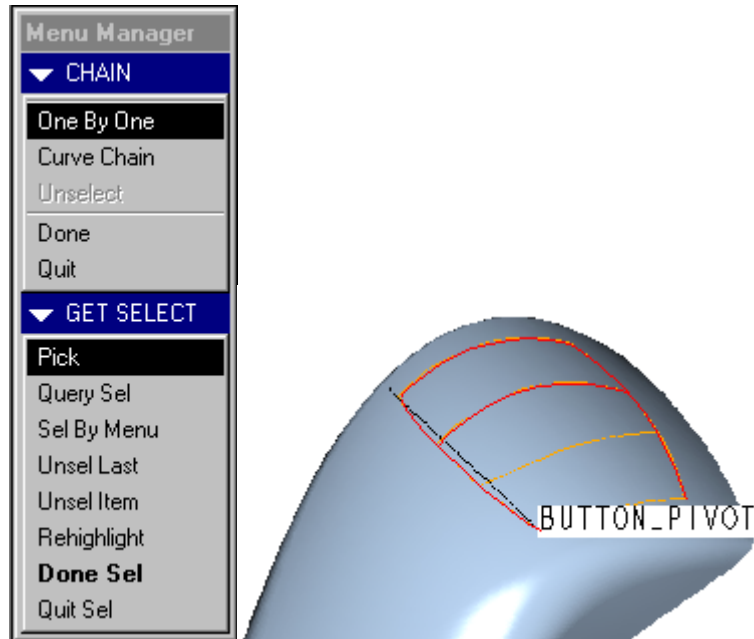 Menu Manager
CHAIN
One By One
Curve Chain
Unselect
Done
Quit
GET SELECT
Pick
Query Sel
Sel By Menu
Unsel Last
Unsel Item
Rehighlight
Done Sel
Quit Sel
BUTTON_PIVOT